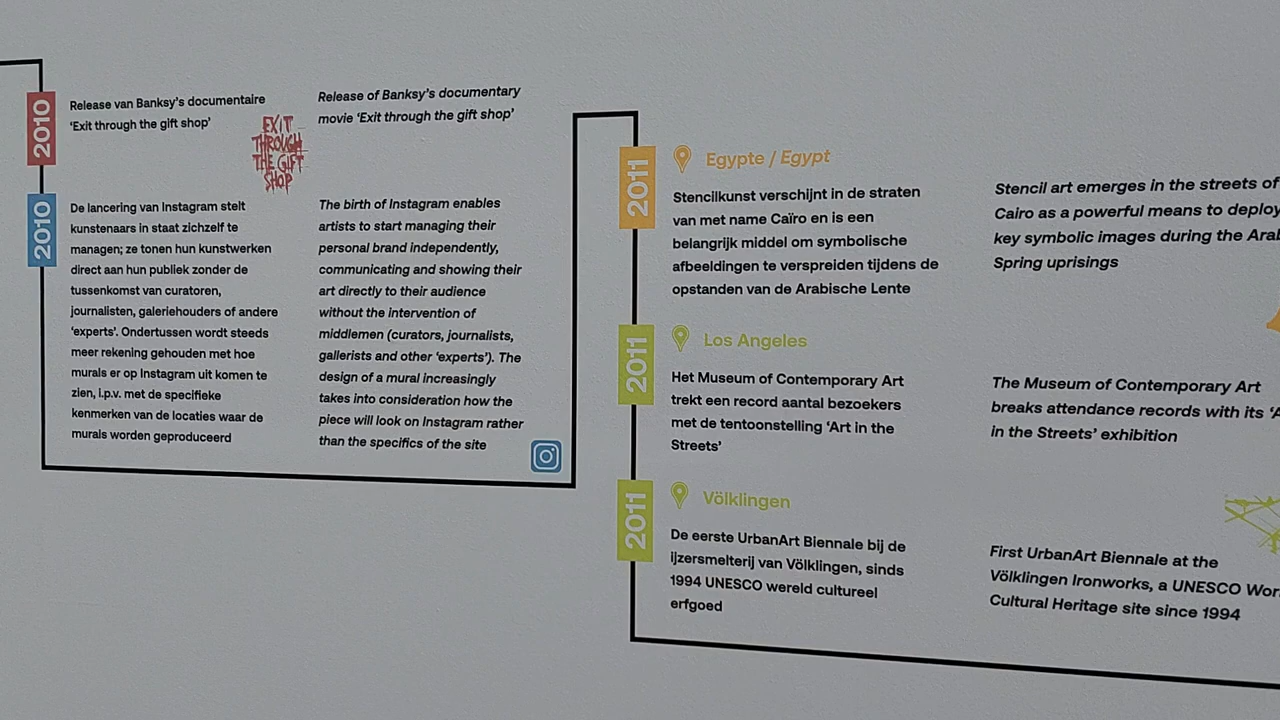 2010
Release van Banksy's documentaire
'Exit through the gift shop'
EXIT
THROUGH
THE GIFT
SHOP
Release of Banksy's documentary
movie 'Exit through the gift shop'
2010
De lancering van Instagram stelt
kunstenaars in staat zichzelf te
managen; ze tonen hun kunstwerken
direct aan hun publiek zonder de
tussenkomst van curatoren,
journalisten, galeriehouders of andere
'experts'. Ondertussen wordt steeds
meer rekening gehouden met hoe
murals er op Instagram uit komen te
zien, i.p.v. met de specifieke
kenmerken van de locaties waar de
murals worden geproduceerd
The birth of Instagram enables
artists to start managing their
personal brand independently,
communicating and showing their
art directly to their audience
without the intervention of
middlemen (curators, journalists,
gallerists and other 'experts'). The
design of a mural increasingly
takes into consideration how the
piece will look on Instagram rather
than the specifics of the site
2011
Egypte / Egypt
Stencilkunst verschijnt in de straten
van met name Caïro en is een
belangrijk middel om symbolische
afbeeldingen te verspreiden tijdens de
opstanden van de Arabische Lente
Stencil art emerges in the streets of
Cairo as a powerful means to deploy
key symbolic images during the
Spring uprisings
2011
Los Angeles
Het Museum of Contemporary Art
trekt een record aantal bezoekers
met de tentoonstelling 'Art in the
Streets'
The Museum of Contemporary Art
breaks attendance records with its
in the Streets' exhibition
2011
Völklingen
De eerste UrbanArt Biennale bij de
ijzersmelterij van Völklingen, sinds
1994 UNESCO wereld cultureel
erfgoed
First UrbanArt Biennale at the
Völklingen Ironworks, a UNESCO
Cultural Heritage site since 1994